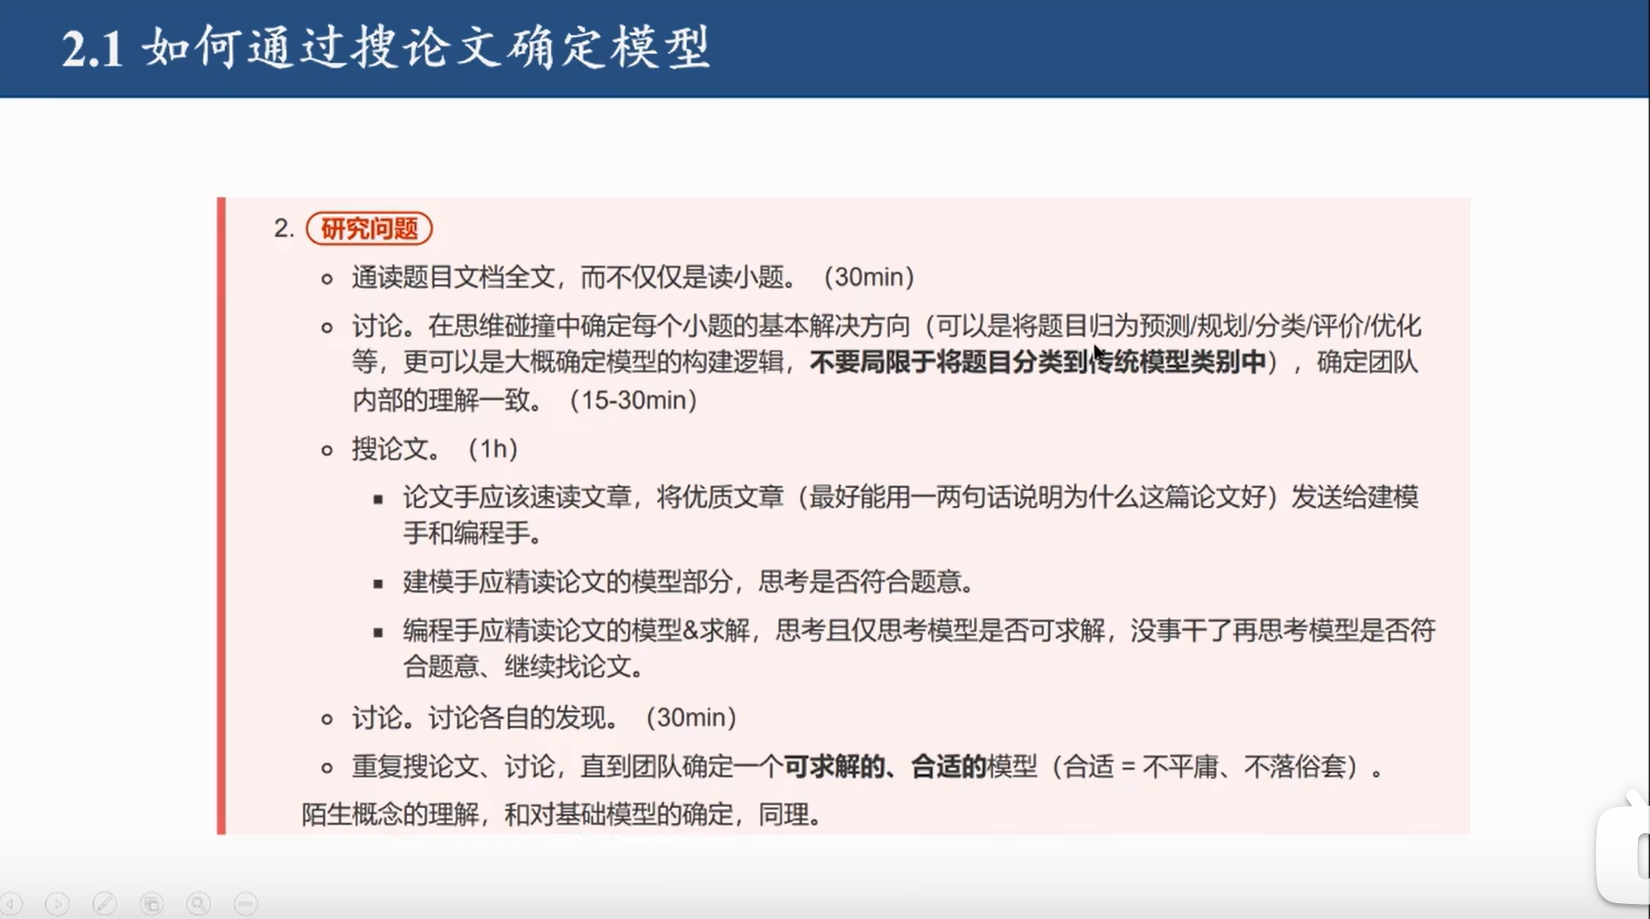 2.1 如何通过搜论文确定模型
2. 研究问题
通读题目文档全文，而不仅仅是读小题。（30min）
讨论。在思维碰撞中确定每个小题的基本解决方向（可以是将题目归为预测/规划/分类/评价/优化
等，更可以是大概确定模型的构建逻辑，不要局限于将题目分类到传统模型类别中），确定团队
内部的理解一致。（15-30min）
搜论文。（1h）
论文手应该速读文章，将优质文章（最好能用一两句话说明为什么这篇论文好）发送给建模
手和编程手。
建模手应精读论文的模型部分，思考是否符合题意。
编程手应精读论文的模型&求解，思考且仅思考模型是否可求解，没事干了再思考模型是否符
合题意、继续找论文。
讨论。讨论各自的发现。（30min）
重复搜论文、讨论，直到团队确定一个可求解的、合适的模型（合适 = 不平庸、不落俗套）。
陌生概念的理解，和对基础模型的确定，同理。